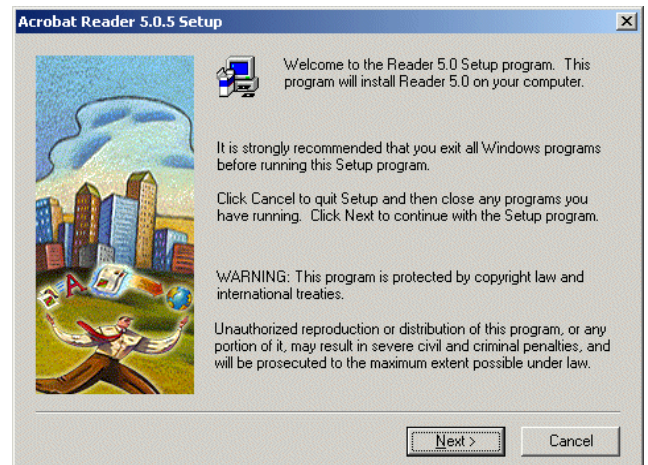 Acrobat Reader 5.0.5 Setup
Welcome to the Reader 5.0 Setup program. This
program will install Reader 5.0 on your computer.
It is strongly recommended that you exit all Windows programs
before running this Setup program.
Click Cancel to quit Setup and then close any programs you
have running. Click Next to continue with the Setup program.
WARNING: This program is protected by copyright law and
international treaties.
Unauthorized reproduction or distribution of this program, or any
portion of it, may result in severe civil and criminal penalties, and
will be prosecuted to the maximum extent possible under law.
A
Next >
Cancel